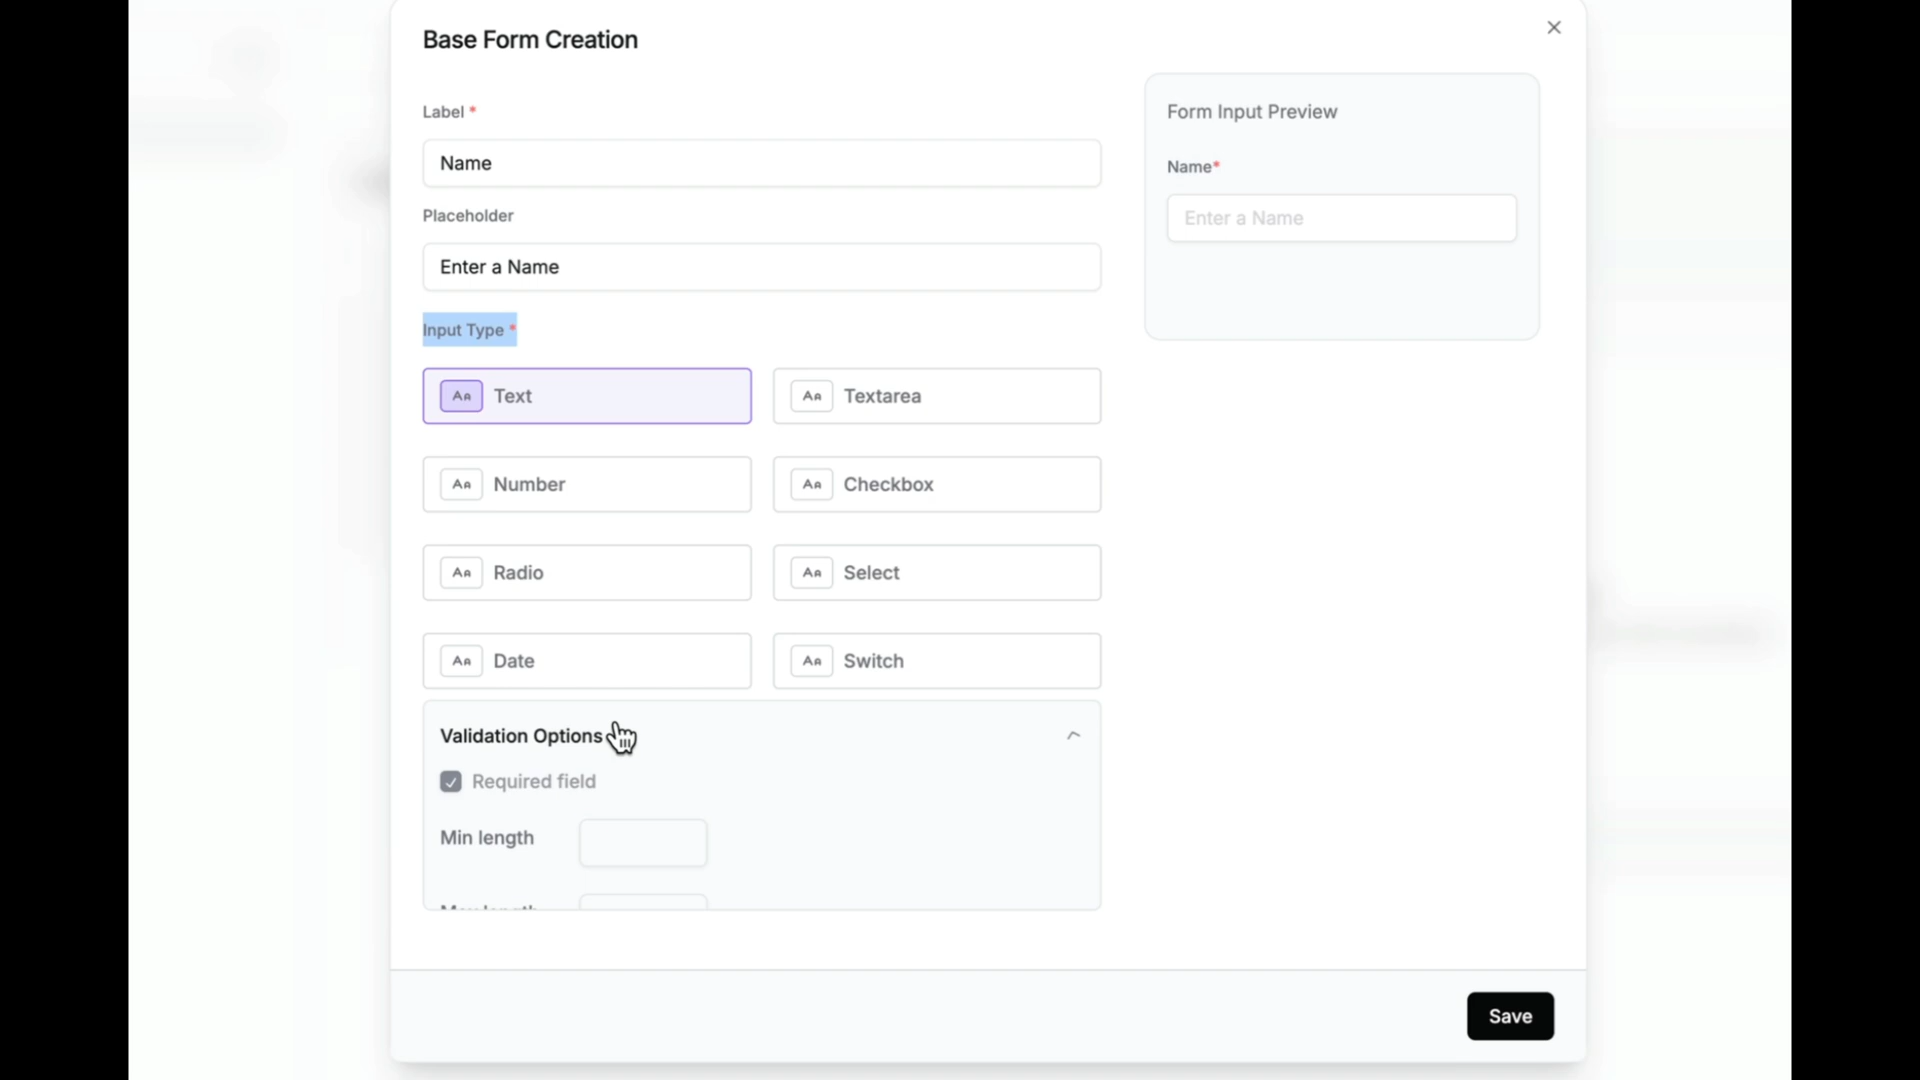 Base Form Creation
Label *
Name
Placeholder
Enter a Name
Input Type *
Aa Text
Aa Textarea
Aa Number
Aa Checkbox
Aa Radio
Aa Select
Aa Date
Aa Switch
Validation Options
Required field
Min length
Form Input Preview
Name*
Enter a Name
Save